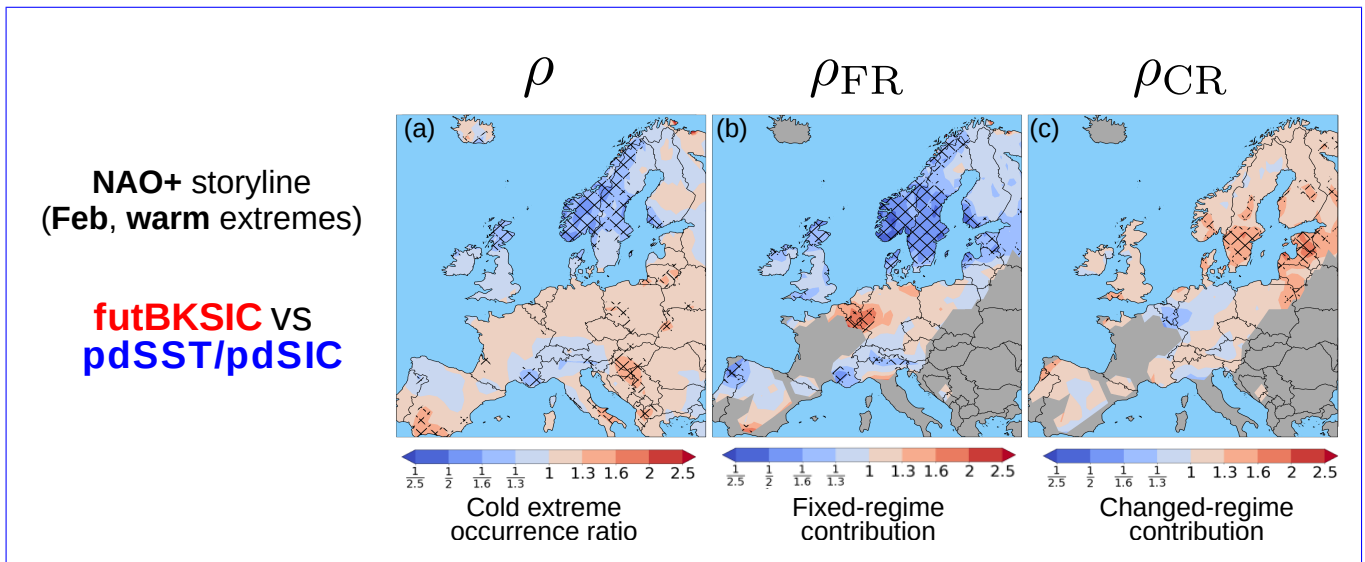 ρ ρFR ρCR
(a) (b) (c)
NAO+ storyline
(Feb, warm extremes)
futBKSIC vs
pdSST/pdSIC
1/2.5 1/2 1/1.6 1/1.3 1 1.3 1.6 2 2.5
1/2.5 1/2 1/1.6 1/1.3 1 1.3 1.6 2 2.5
1/2.5 1/2 1/1.6 1/1.3 1 1.3 1.6 2 2.5
Cold extreme
occurrence ratio
Fixed-regime
contribution
Changed-regime
contribution